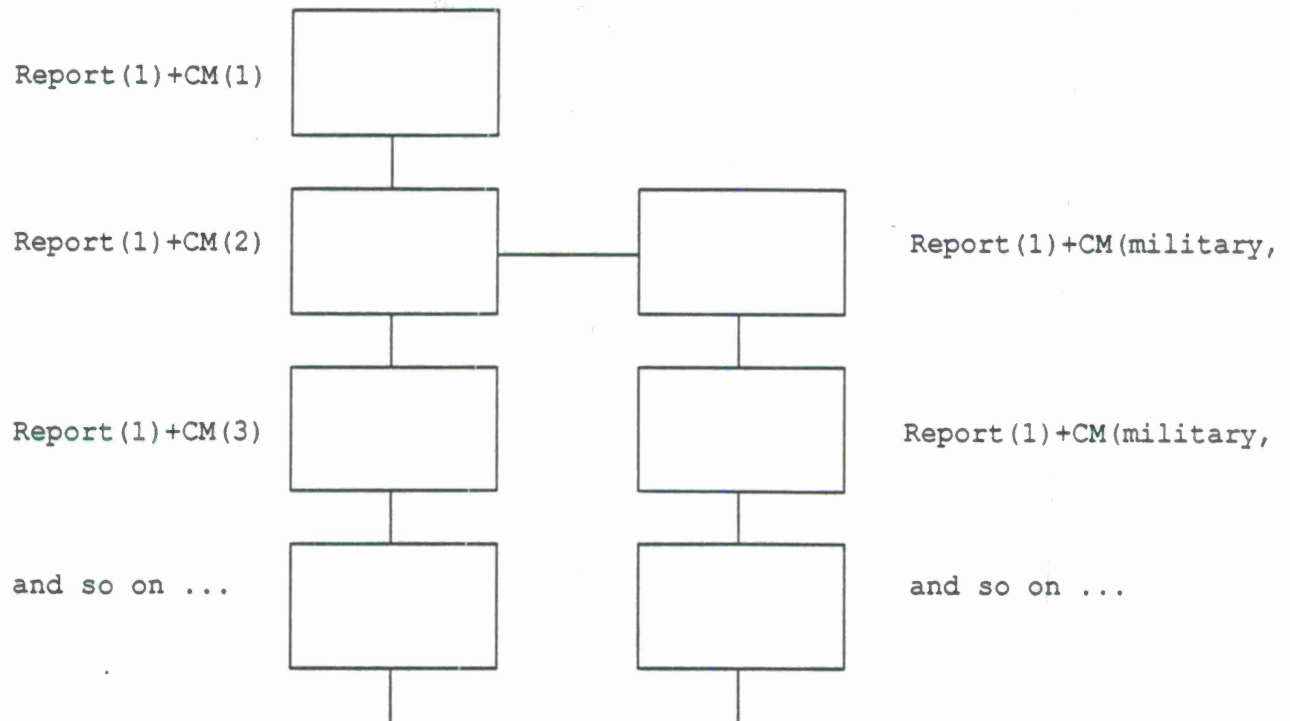 Report(1)+CM(1)
Report(1)+CM(2)
Report(1)+CM(military,
Report(1)+CM(3)
Report(1)+CM(military,
and so on ...
and so on ...